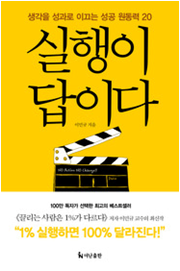 생각을 성과로 이끄는 성공 원동력 20
실행이
답이다
이민규 지음
100만 독자가 선택한 최고의 베스트셀러
《끌리는 사람은 1%가 다르다》 저자 이민규 교수의 최신작
“1% 실행하면 100% 달라진다!”
더난출판